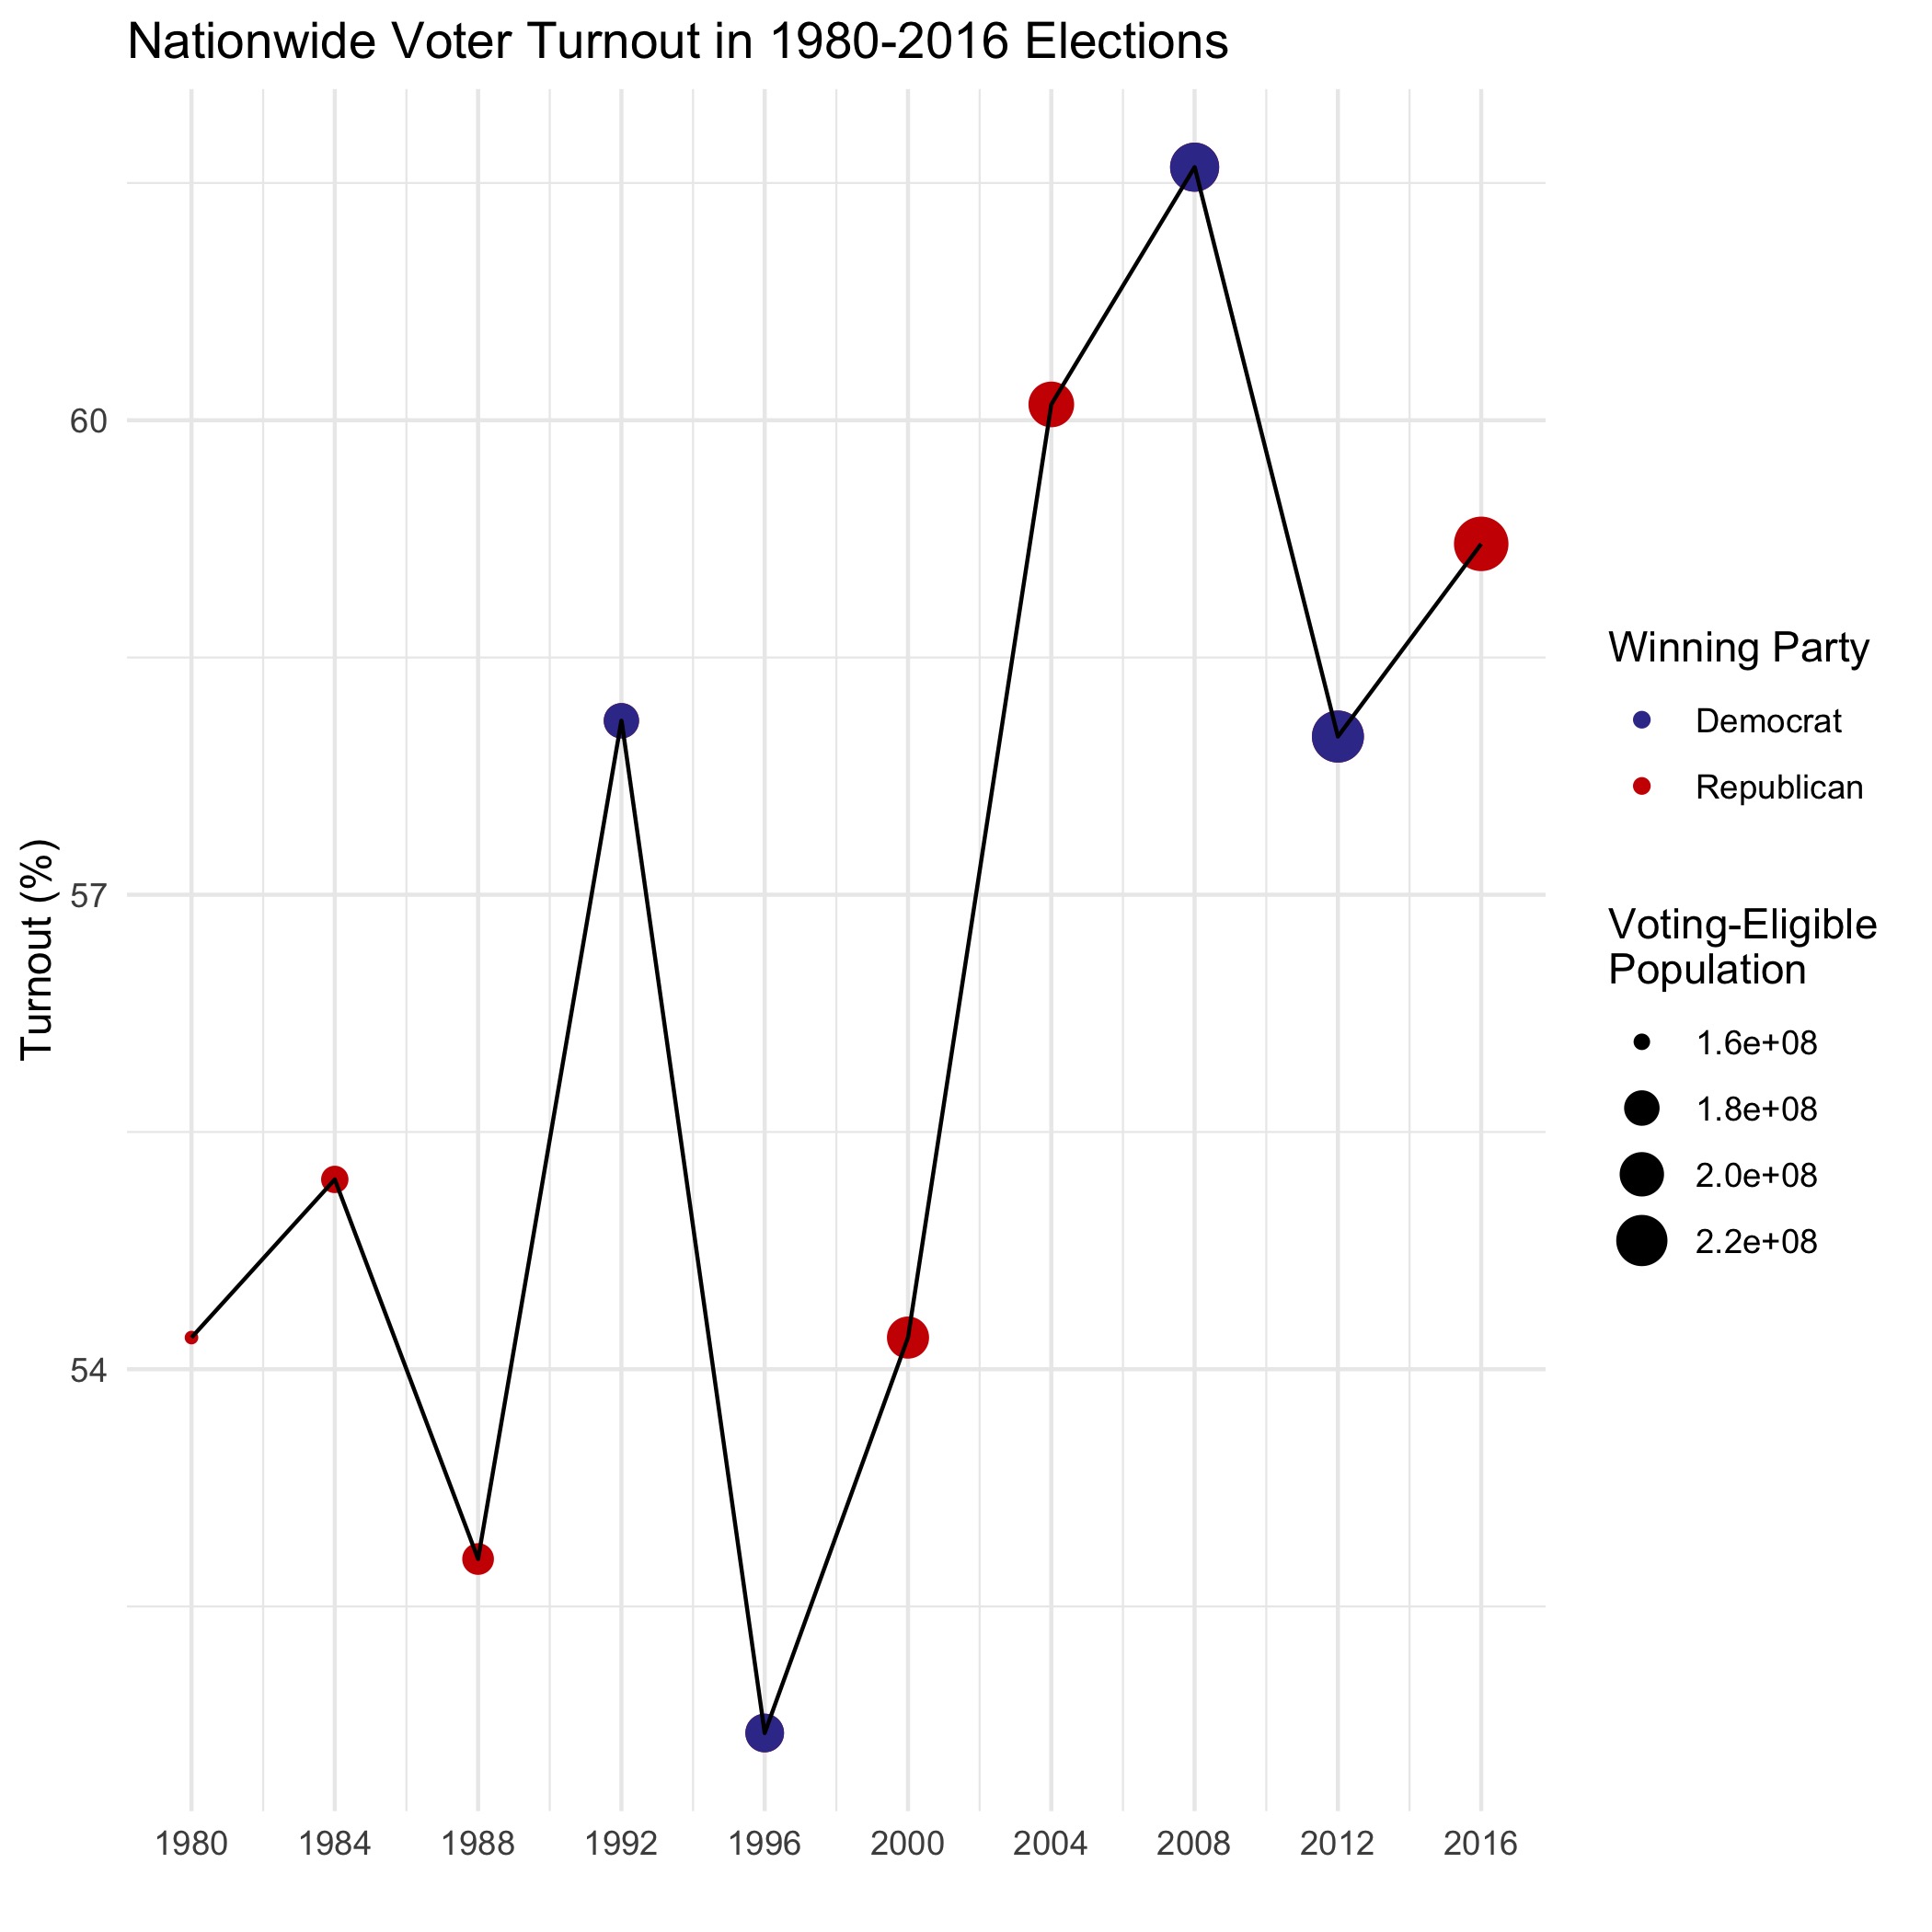 Nationwide Voter Turnout in 1980-2016 Elections
Turnout (%)
60
57
54
1980 1984 1988 1992 1996 2000 2004 2008 2012 2016
Winning Party
Democrat
Republican
Voting-Eligible
Population
1.6e+08
1.8e+08
2.0e+08
2.2e+08